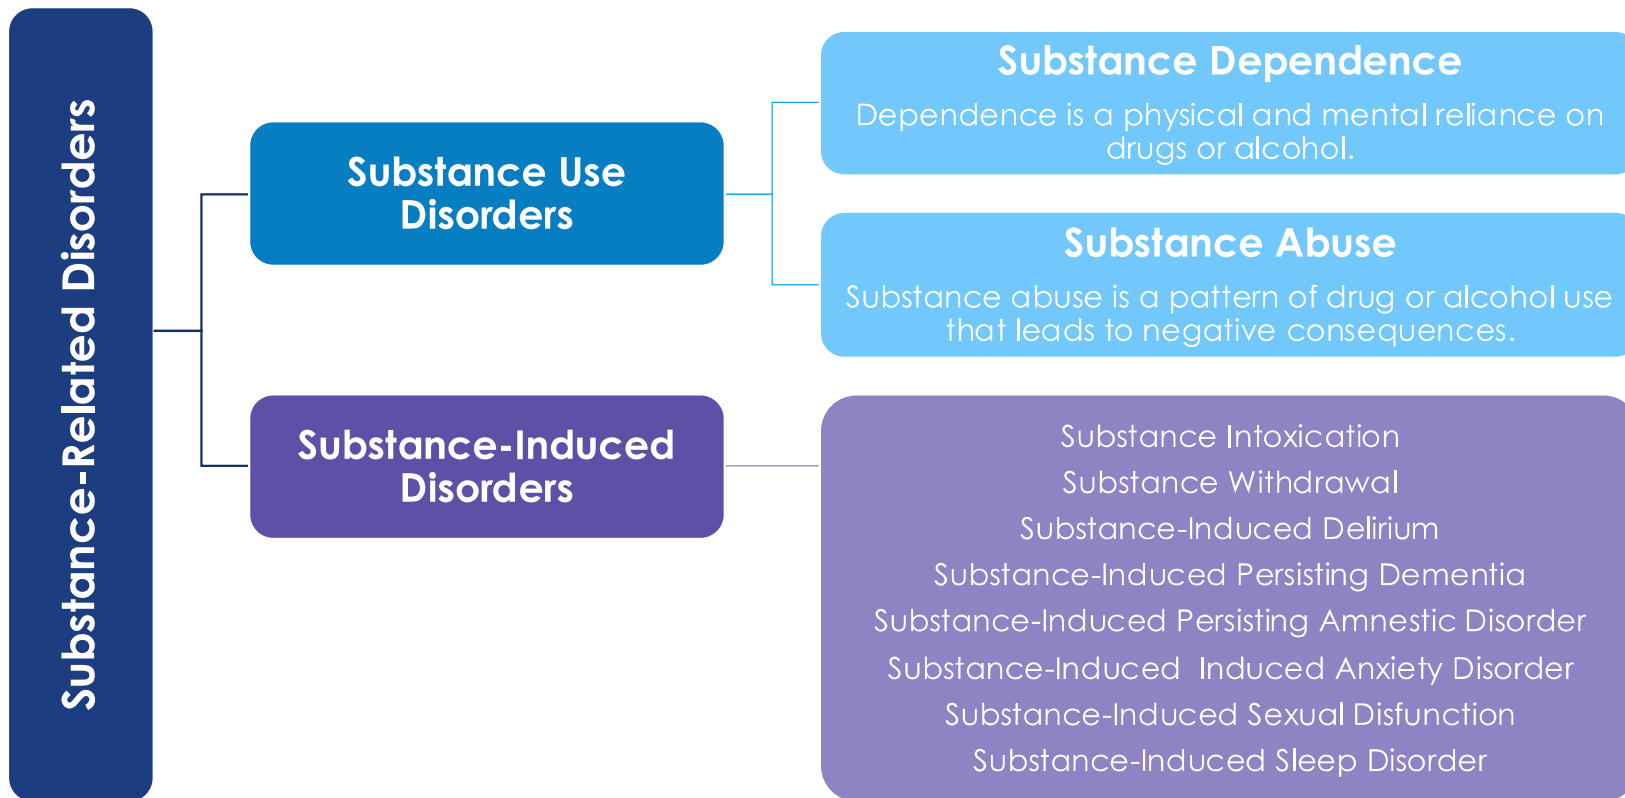 Substance-Related Disorders
Substance Use
Disorders
Substance Dependence
Dependence is a physical and mental reliance on
drugs or alcohol.
Substance Abuse
Substance abuse is a pattern of drug or alcohol use
that leads to negative consequences.
Substance-Induced
Disorders
Substance Intoxication
Substance Withdrawal
Substance-Induced Delirium
Substance-Induced Persisting Dementia
Substance-Induced Persisting Amnestic Disorder
Substance-Induced  Induced Anxiety Disorder
Substance-Induced Sexual Disfunction
Substance-Induced Sleep Disorder